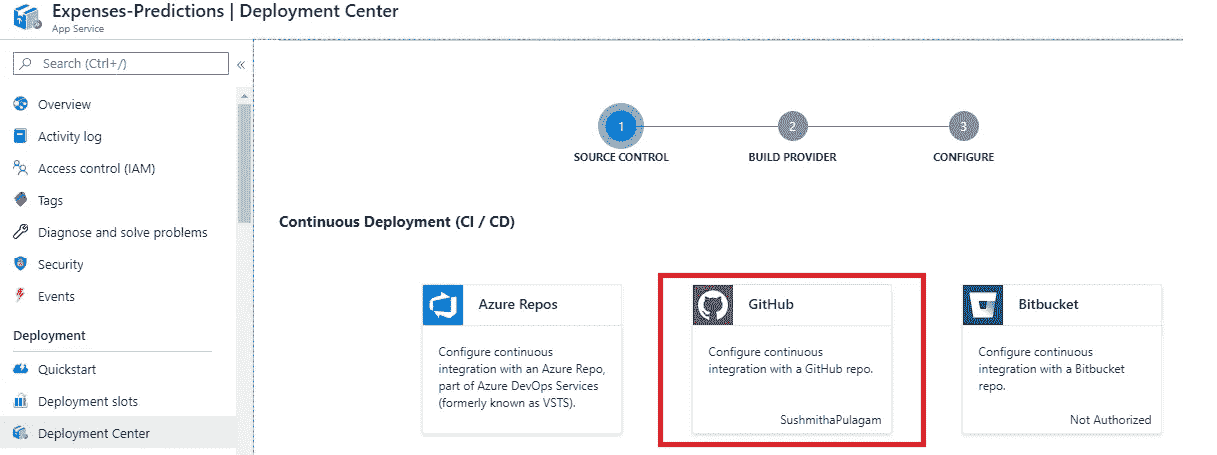 Expenses-Predictions | Deployment Center
App Service
Search (Ctrl+/)
«
Overview
Activity log
Access control (IAM)
Tags
Diagnose and solve problems
Security
Events
Deployment
Quickstart
Deployment slots
Deployment Center
1
2
3
SOURCE CONTROL
BUILD PROVIDER
CONFIGURE
Continuous Deployment (CI / CD)
Azure Repos
Configure continuous
integration with an Azure Repo,
part of Azure DevOps Services
(formerly known as VSTS).
GitHub
Configure continuous
integration with a GitHub repo.
SushmithaPulagam
Bitbucket
Configure continuous
integration with a Bitbucket
repo.
Not Authorized